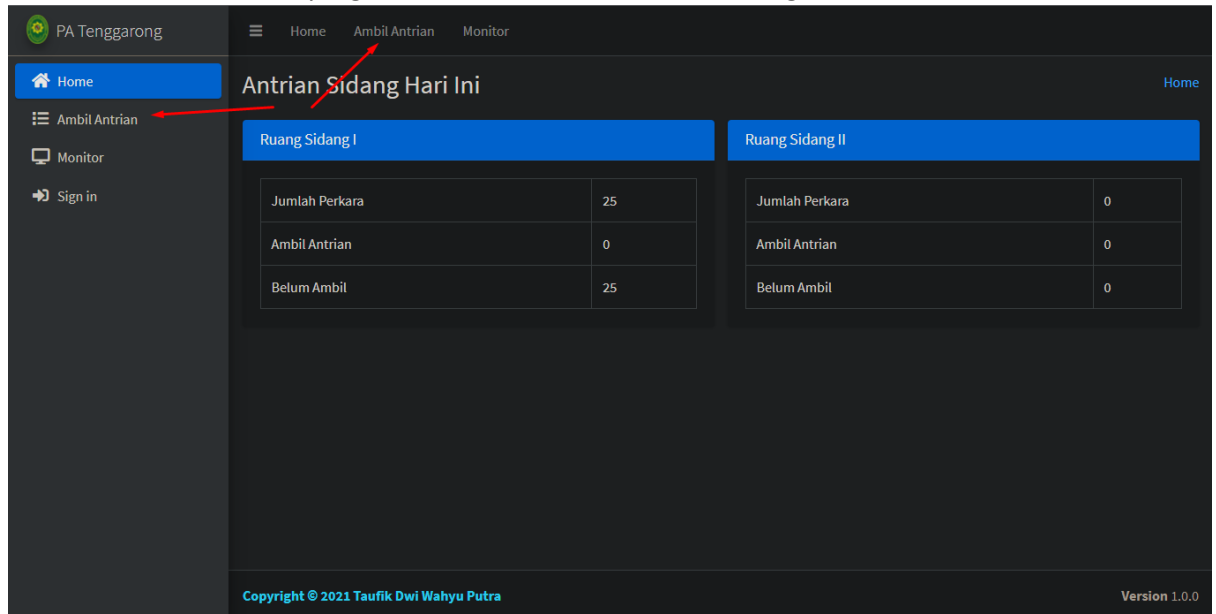 PA Tenggarong
Home Ambil Antrian Monitor
Home
Ambil Antrian
Monitor
Sign in
Antrian Sidang Hari Ini
Home
Ruang Sidang I
Jumlah Perkara 25
Ambil Antrian 0
Belum Ambil 25
Ruang Sidang II
Jumlah Perkara 0
Ambil Antrian 0
Belum Ambil 0
Copyright © 2021 Taufik Dwi Wahyu Putra
Version 1.0.0